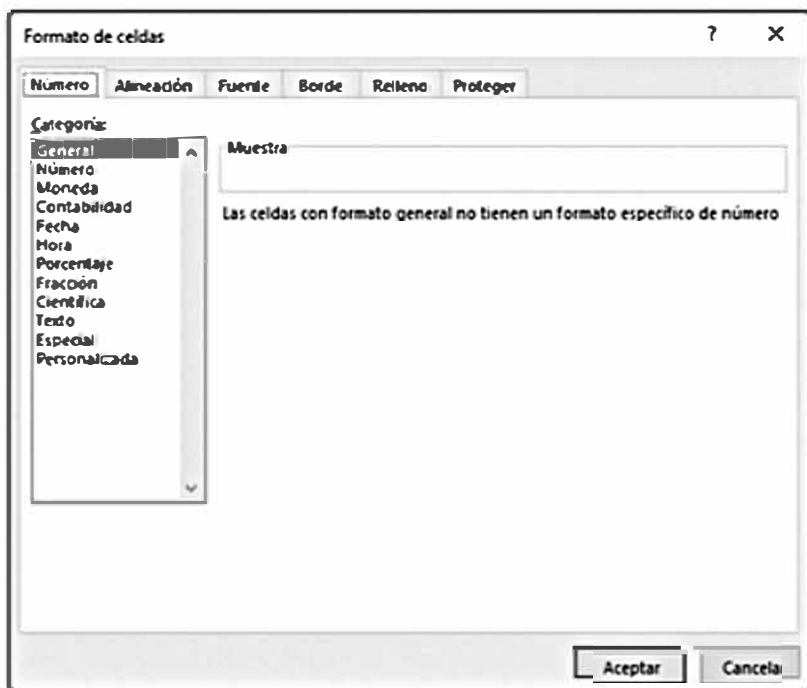 Formato de celdas ? X
Número Alineación Fuente Borde Relleno Proteger
Categoría:
General
Número
Moneda
Contabilidad
Fecha
Hora
Porcentaje
Fracción
Científica
Texto
Especial
Personalizada
Muestra
Las celdas con formato general no tienen un formato específico de número
Aceptar Cancelar